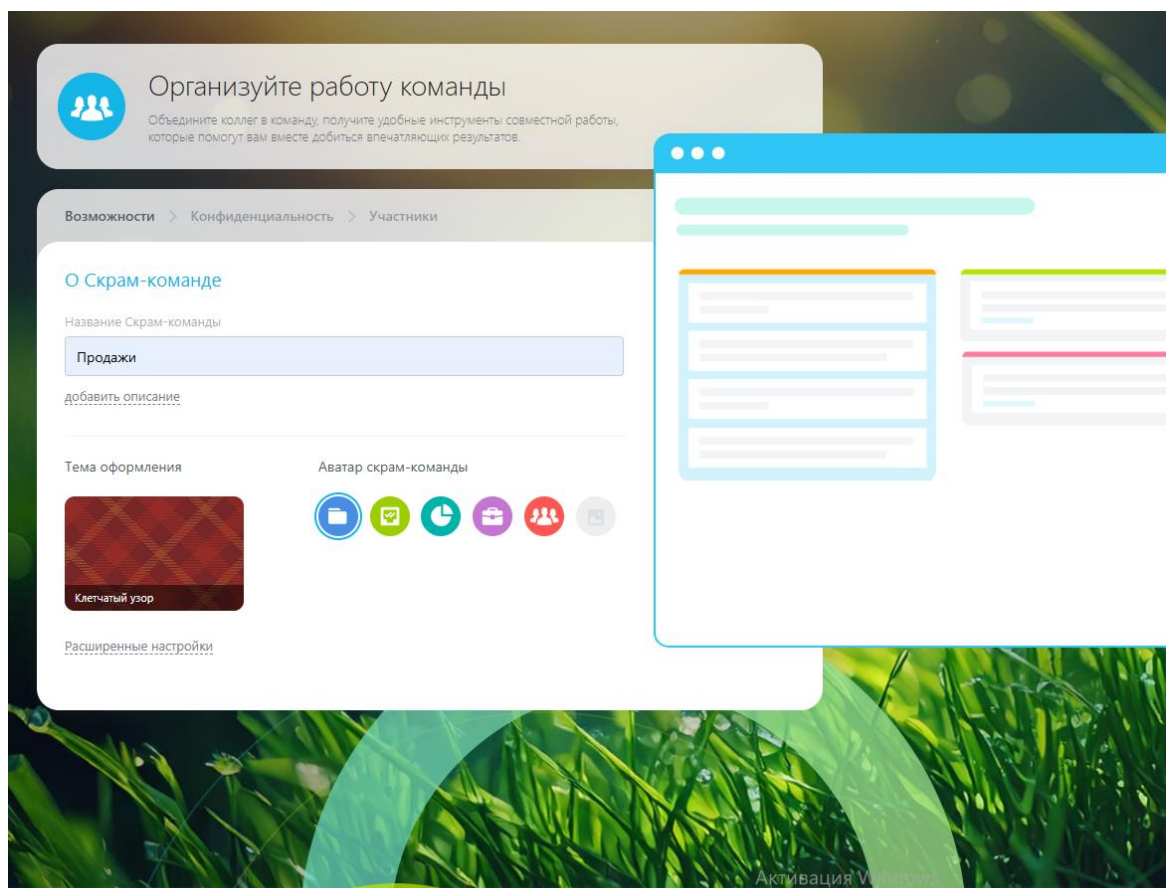 Организуйте работу команды
Объедините коллег в команду, получите удобные инструменты совместной работы,
которые помогут вам вместе добиться впечатляющих результатов.
Возможности > Конфиденциальность > Участники
О Скрам-команде
Название Скрам-команды
Продажи
добавить описание
Тема оформления
Аватар скрам-команды
Клетчатый узор
Расширенные настройки
Активация Windows